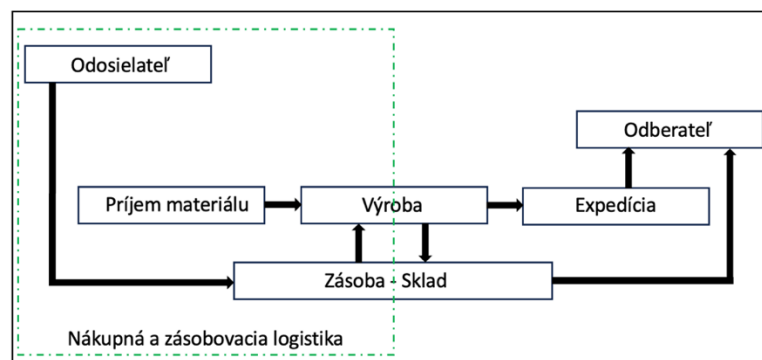 Odosielateľ
Odberateľ
Príjem materiálu
Výroba
Expedícia
Zásoba - Sklad
Nákupná a zásobovacia logistika